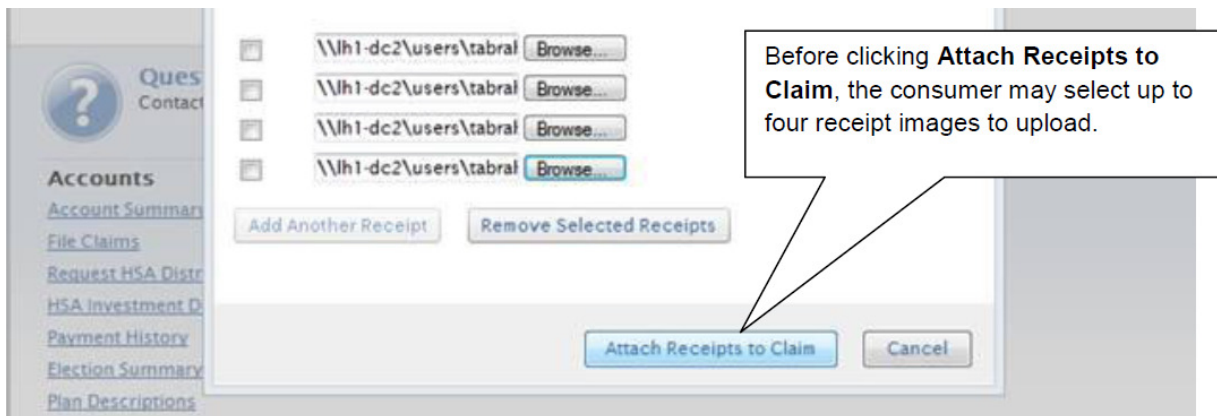 \\lh1-dc2\users\tabral Browse...
\\lh1-dc2\users\tabral Browse...
\\lh1-dc2\users\tabral Browse...
\\lh1-dc2\users\tabral Browse...
Add Another Receipt Remove Selected Receipts
Attach Receipts to Claim Cancel
Before clicking Attach Receipts to
Claim, the consumer may select up to
four receipt images to upload.
Ques
Contact
Accounts
Account Summary
File Claims
Request HSA Distr
HSA Investment D
Payment History
Election Summary
Plan Descriptions